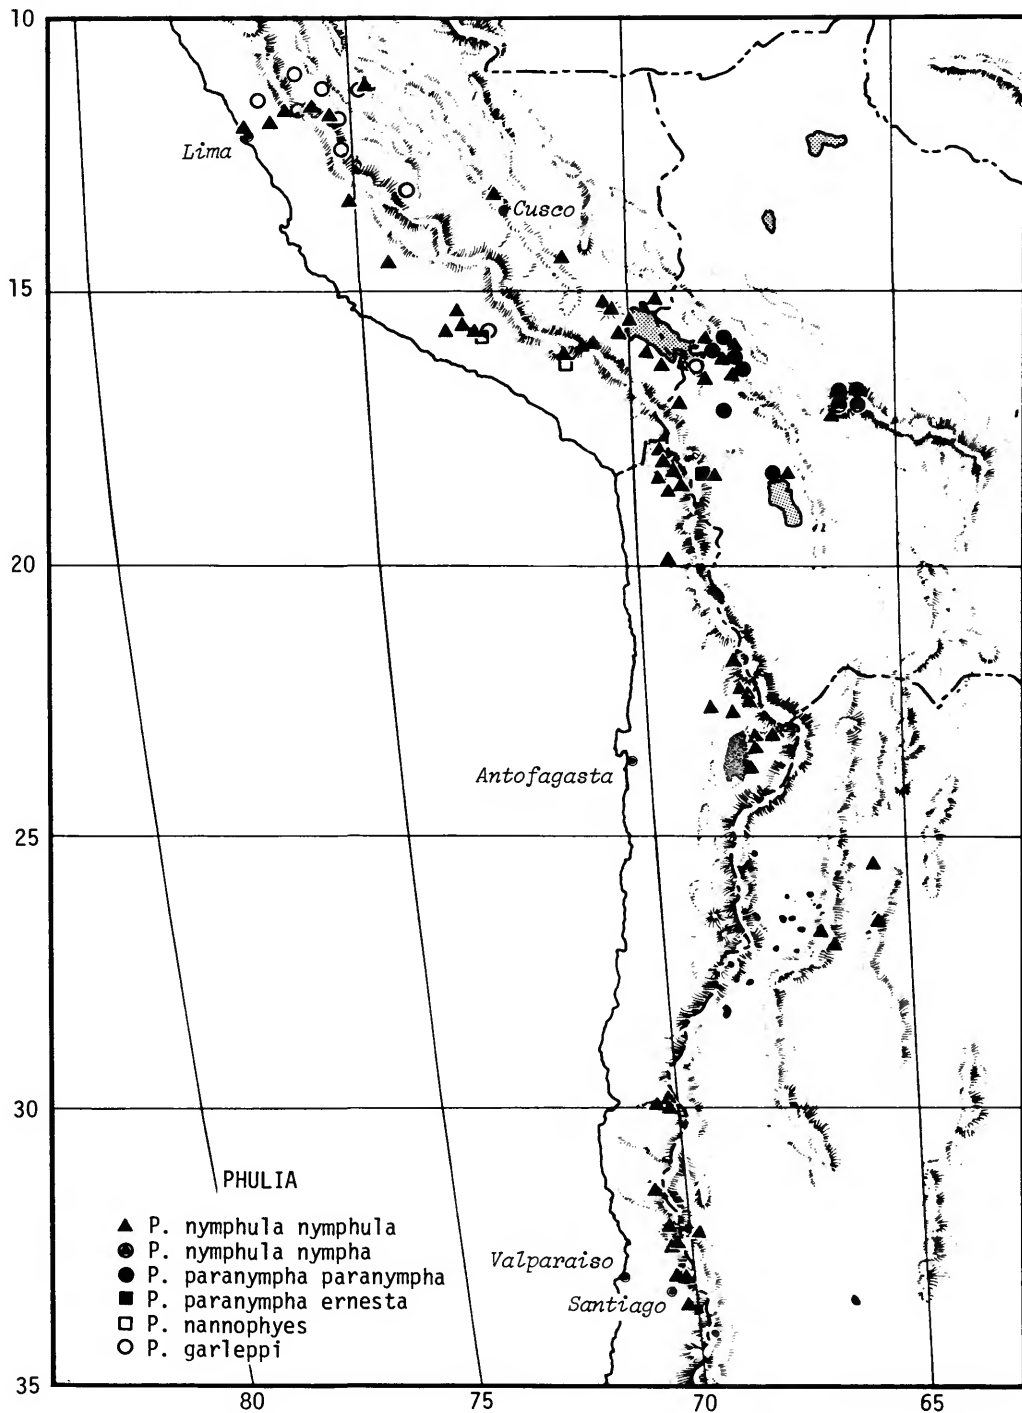 10
Lima
Cusco
15
20
Antofagasta
25
30
PHULIA
P. nymphula nymphula
P. nymphula nympha
P. paranympha paranympha
P. paranympha ernesta
P. nannophyes
P. garleppi
Valparaiso
Santiago
35
80 75 70 65